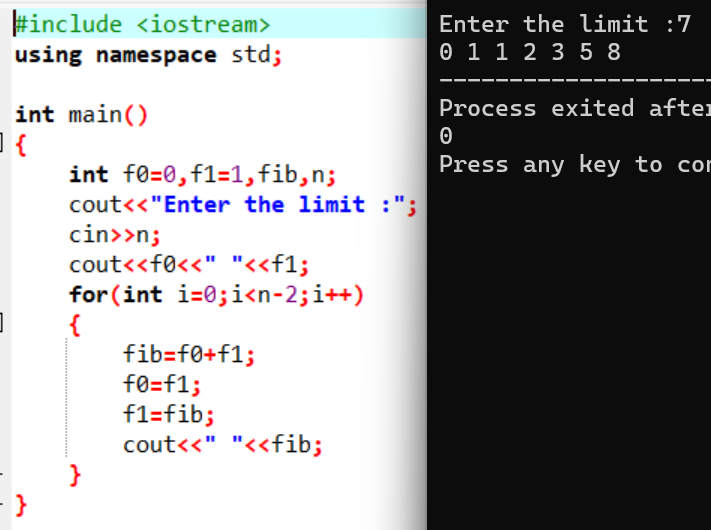 #include <iostream>
using namespace std;
int main()
{
int f0=0,f1=1,fib,n;
cout<<"Enter the limit :";
cin>>n;
cout<<f0<<" "<<f1;
for(int i=0;i<n-2;i++)
{
fib=f0+f1;
f0=f1;
f1=fib;
cout<<" "<<fib;
}
}
Enter the limit :7
0 1 1 2 3 5 8
--------------------
Process exited after
0
Press any key to con